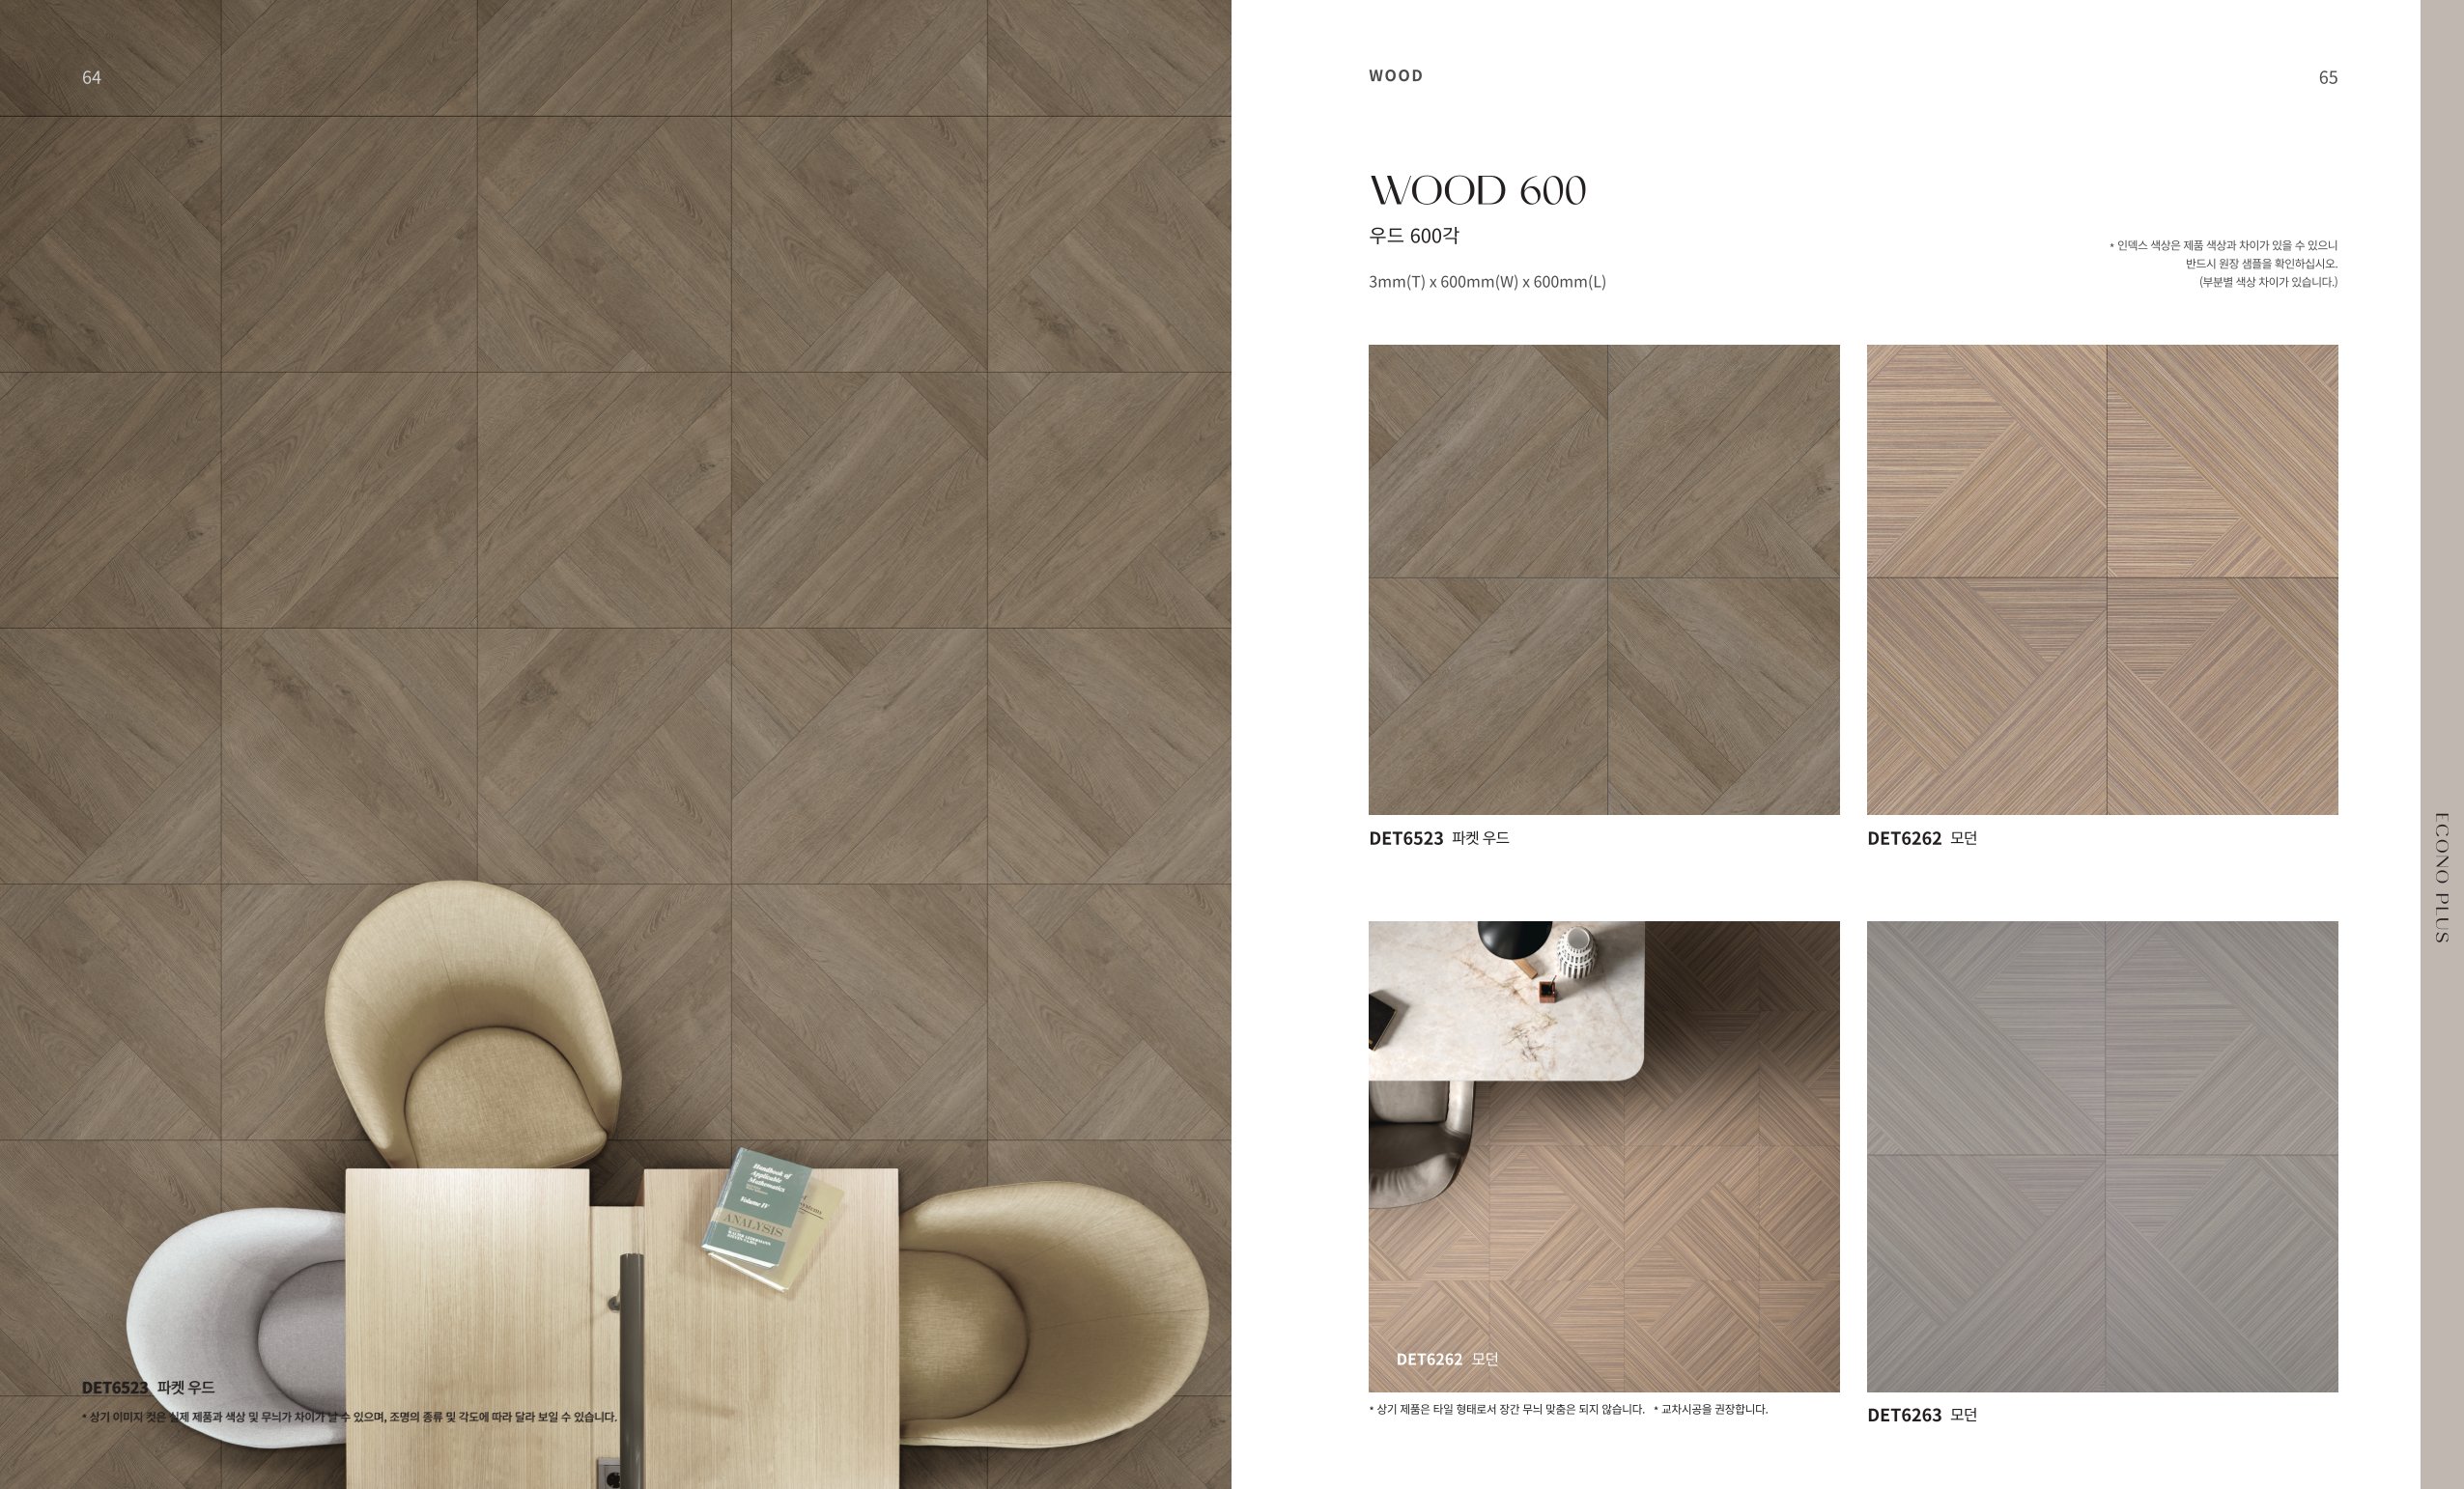 64
Handbook of
Applicable
Mathematics
Volume IV
ANALYSIS
DET6523 파켓 우드
* 상기 이미지 컷은 실제 제품과 색상 및 무늬가 차이가 날 수 있으며, 조명의 종류 및 각도에 따라 달라 보일 수 있습니다.
WOOD
65
WOOD 600
우드 600각
3mm(T) x 600mm(W) x 600mm(L)
* 인덱스 색상은 제품 색상과 차이가 있을 수 있으니
반드시 원장 샘플을 확인하십시오.
(부분별 색상 차이가 있습니다.)
DET6523 파켓 우드
DET6262 모던
DET6262 모던
* 상기 제품은 타일 형태로서 장간 무늬 맞춤은 되지 않습니다. * 교차시공을 권장합니다.
DET6263 모던
ECONO PLUS